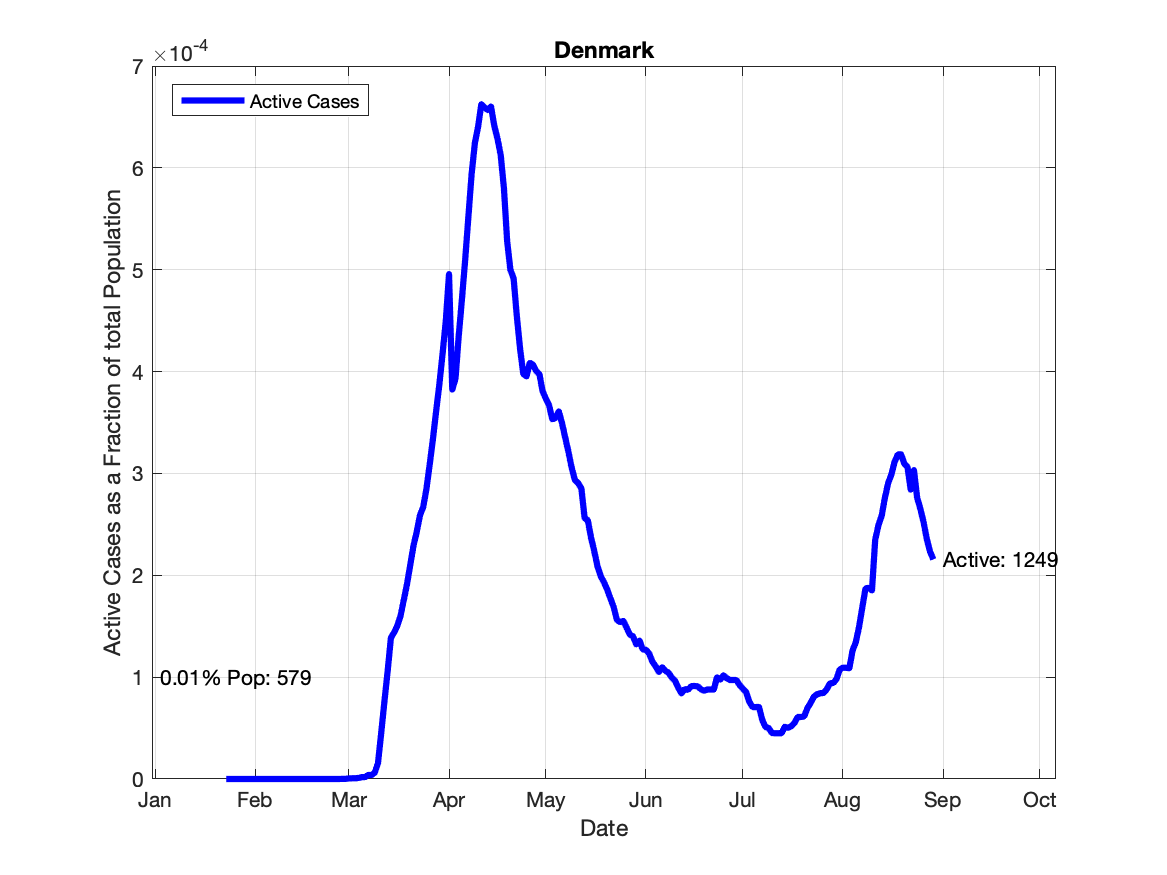 Denmark
×10-4
7
6
5
4
3
2
1
0
Active Cases as a Fraction of total Population
Active Cases
0.01% Pop: 579
Active: 1249
Jan Feb Mar Apr May Jun Jul Aug Sep Oct
Date